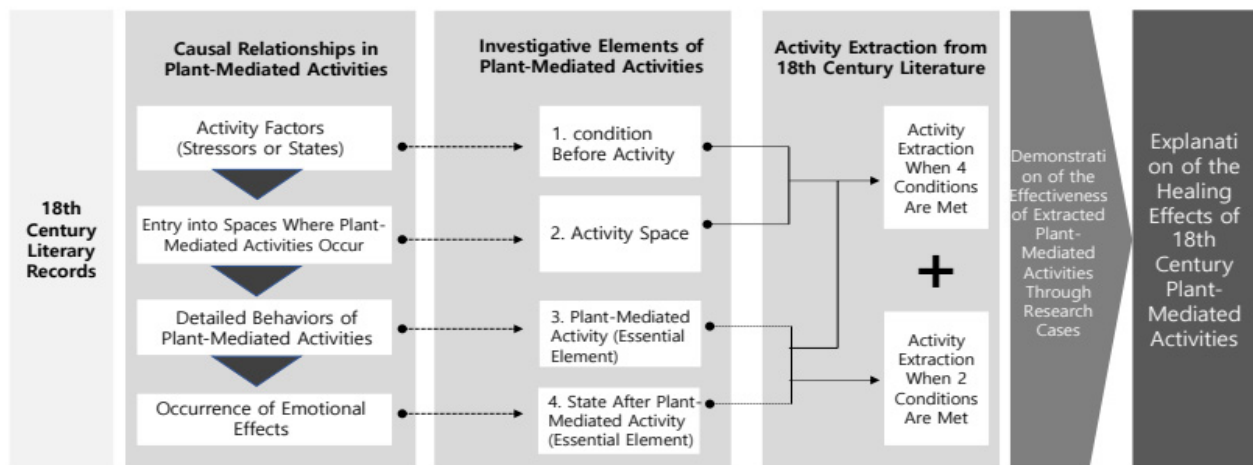 18th
Century
Literary
Records
Causal Relationships in
Plant-Mediated Activities
Activity Factors
(Stressors or States)
Entry into Spaces Where Plant-
Mediated Activities Occur
Detailed Behaviors of
Plant-Mediated Activities
Occurrence of Emotional
Effects
Investigative Elements of
Plant-Mediated Activities
1. condition
Before Activity
2. Activity Space
3. Plant-Mediated
Activity (Essential
Element)
4. State After Plant-
Mediated Activity
(Essential Element)
Activity Extraction from
18th Century Literature
Activity
Extraction
When 4
Conditions
Are Met
+
Activity
Extraction
When 2
Conditions
Are Met
Demonstrati
on of the
Effectiveness
of Extracted
Plant-
Mediated
Activities
Through
Research
Cases
Explanati
on of the
Healing
Effects of
18th
Century
Plant-
Mediated
Activities